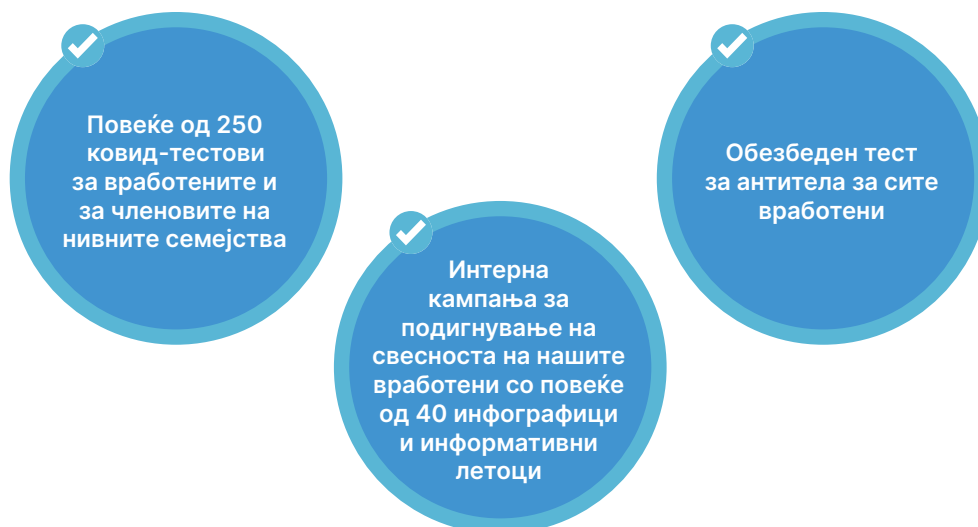 Повеќе од 250
ковид-тестови
за вработените и
за членовите на
нивните семејства
Интерна
кампања за
подигнување на
свесноста на нашите
вработени со повеќе
од 40 инфографици
и информативни
летоци
Обезбеден тест
за антитела за сите
вработени